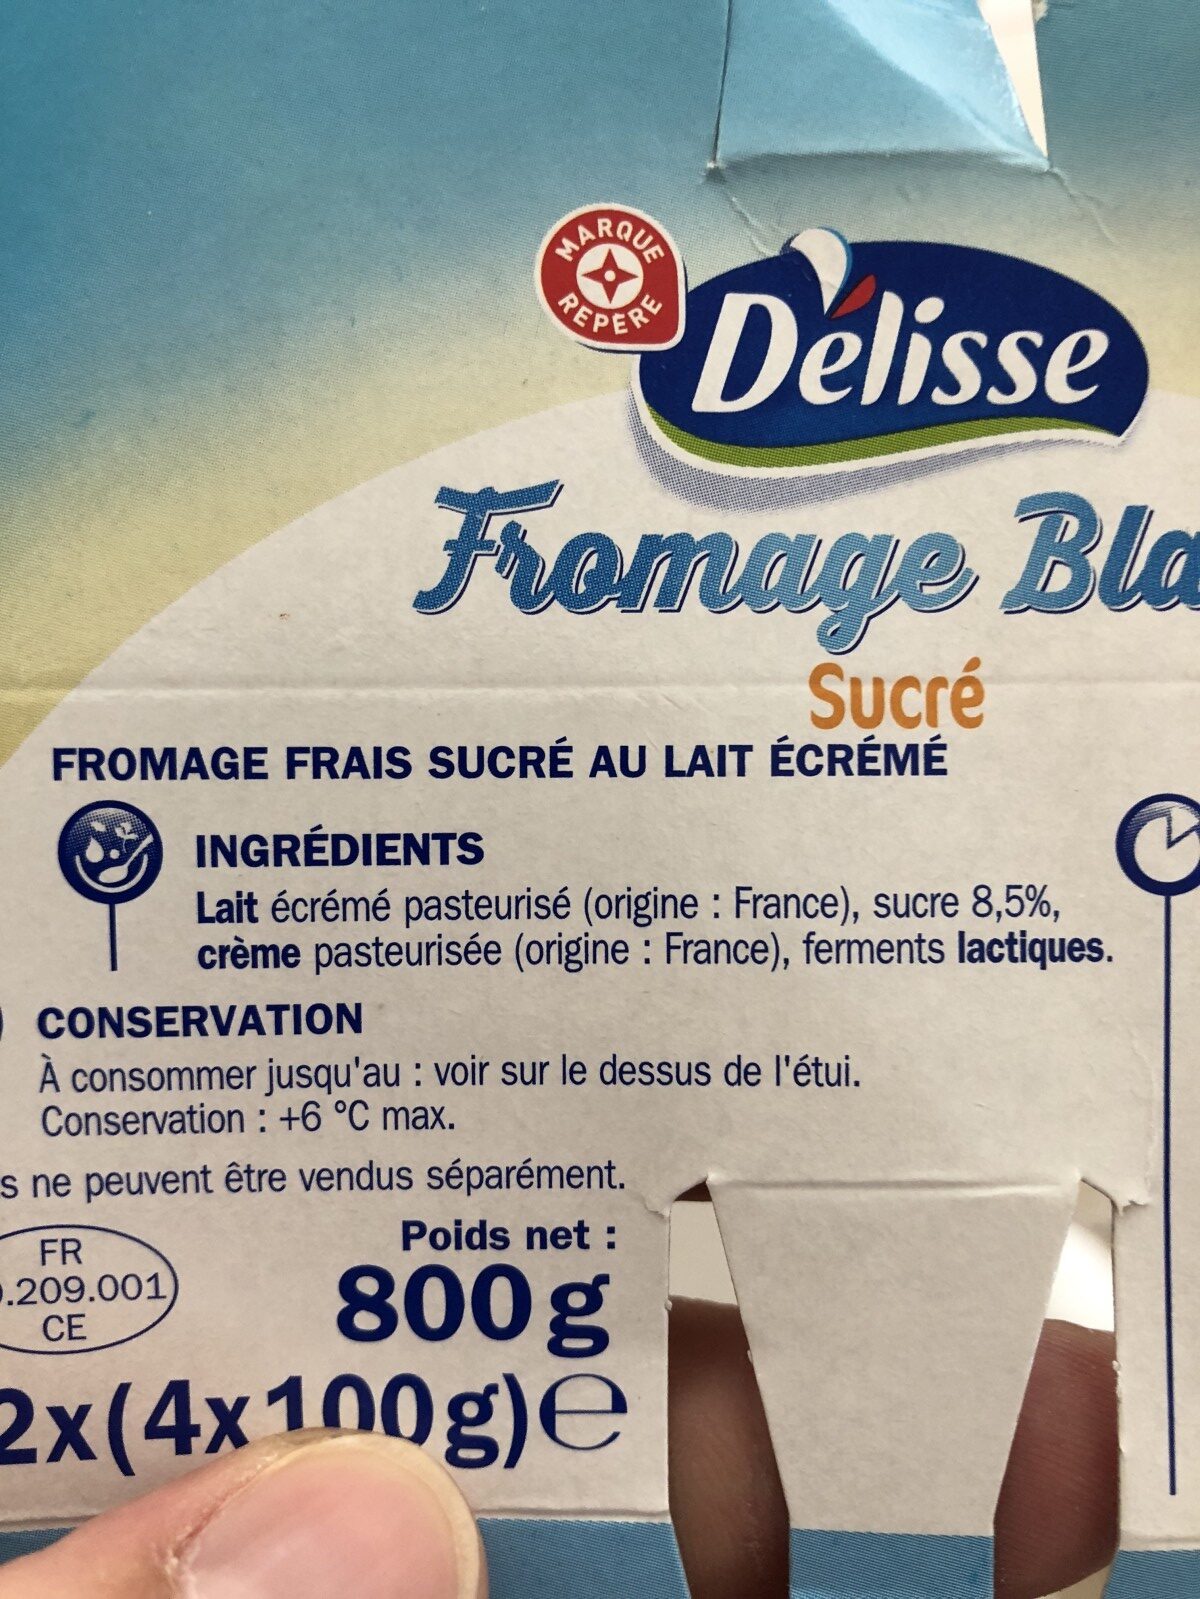 MARQUE
REPÈRE
Délisse
Fromage
Sucré
FROMAGE FRAIS SUCRÉ AU LAIT ÉCRÉMÉ
INGRÉDIENTS
Lait écrémé pasteurisé (origine : France), sucre 8,5%,
crème pasteurisée (origine : France), ferments lactiques.
CONSERVATION
À consommer jusqu'au : voir sur le dessus de l'étui.
Conservation : +6 °C max.
ne peuvent être vendus séparément.
FR
.209.001
CE
Poids net :
800 g
2x(4x100g)e